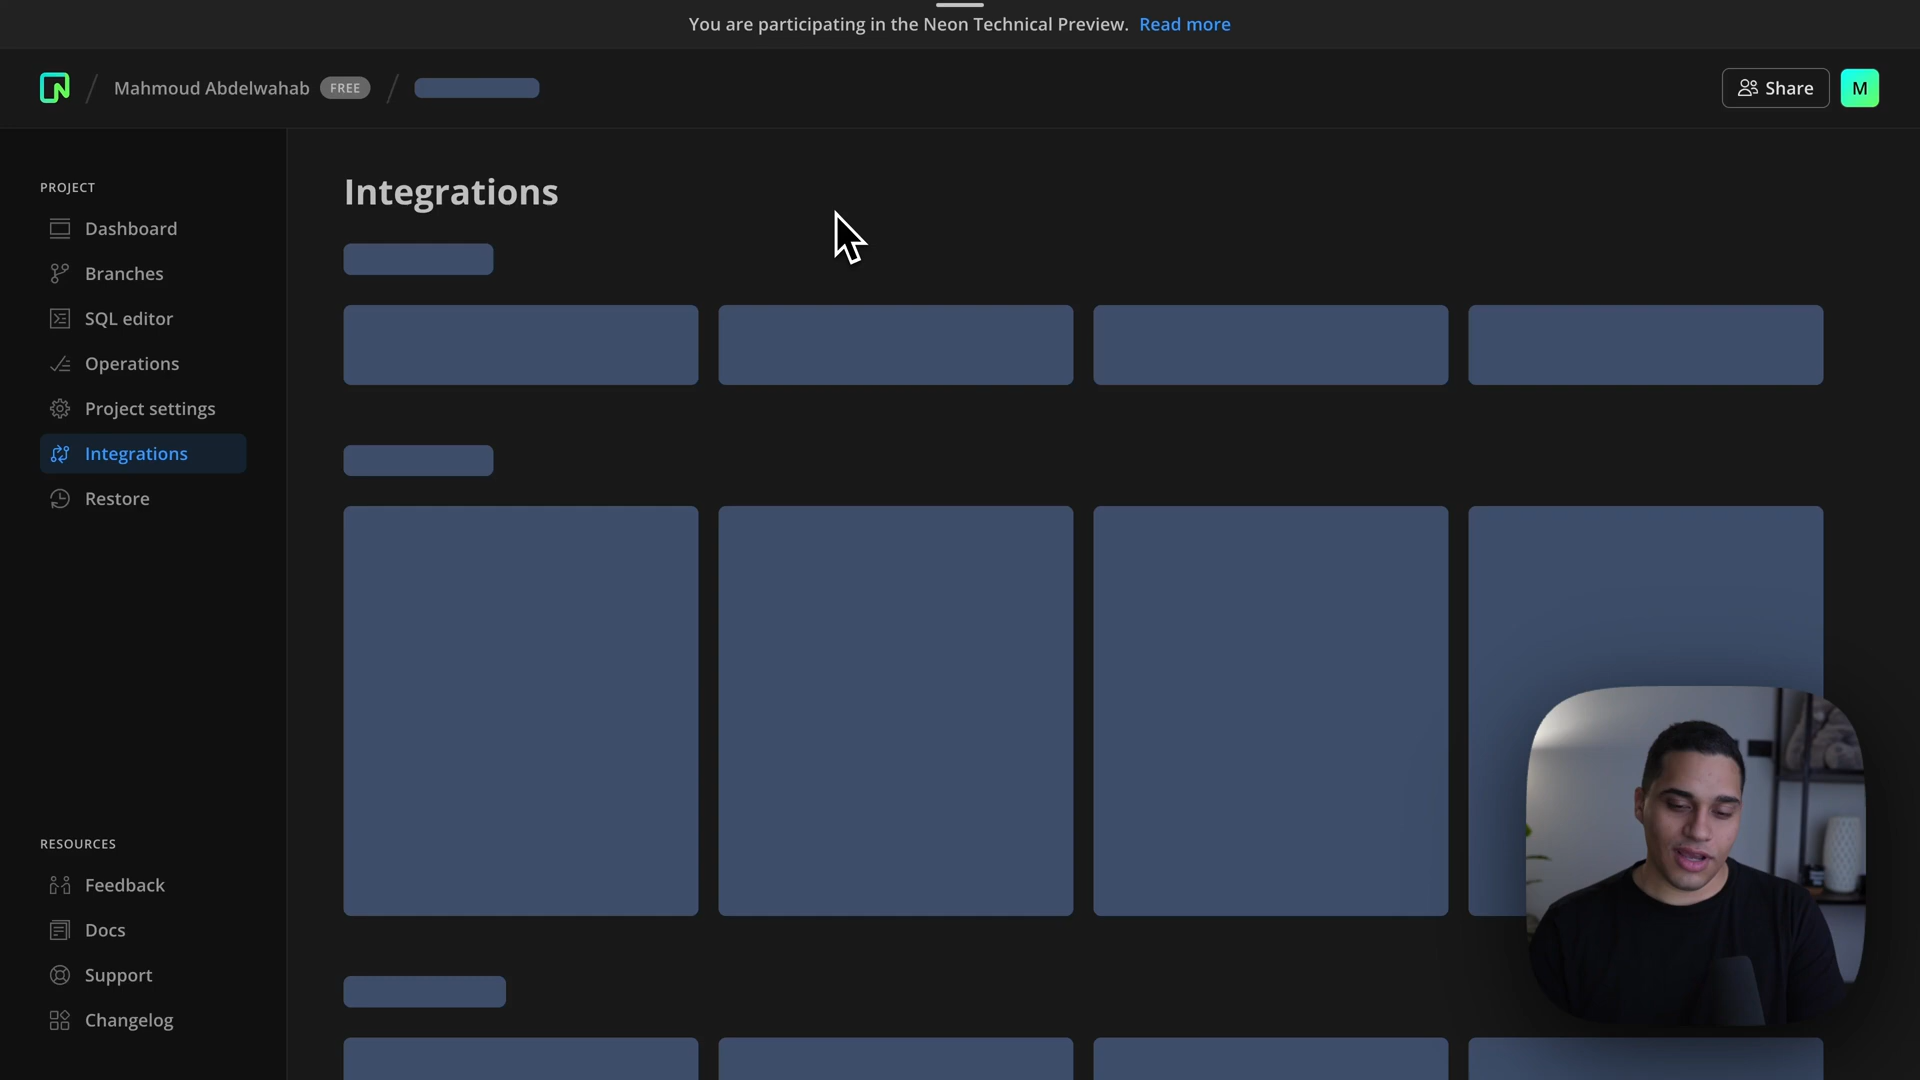 You are participating in the Neon Technical Preview. Read more
Mahmoud Abdelwahab FREE
Share
M
PROJECT
Dashboard
Branches
SQL editor
Operations
Project settings
Integrations
Restore
Integrations
RESOURCES
Feedback
Docs
Support
Changelog